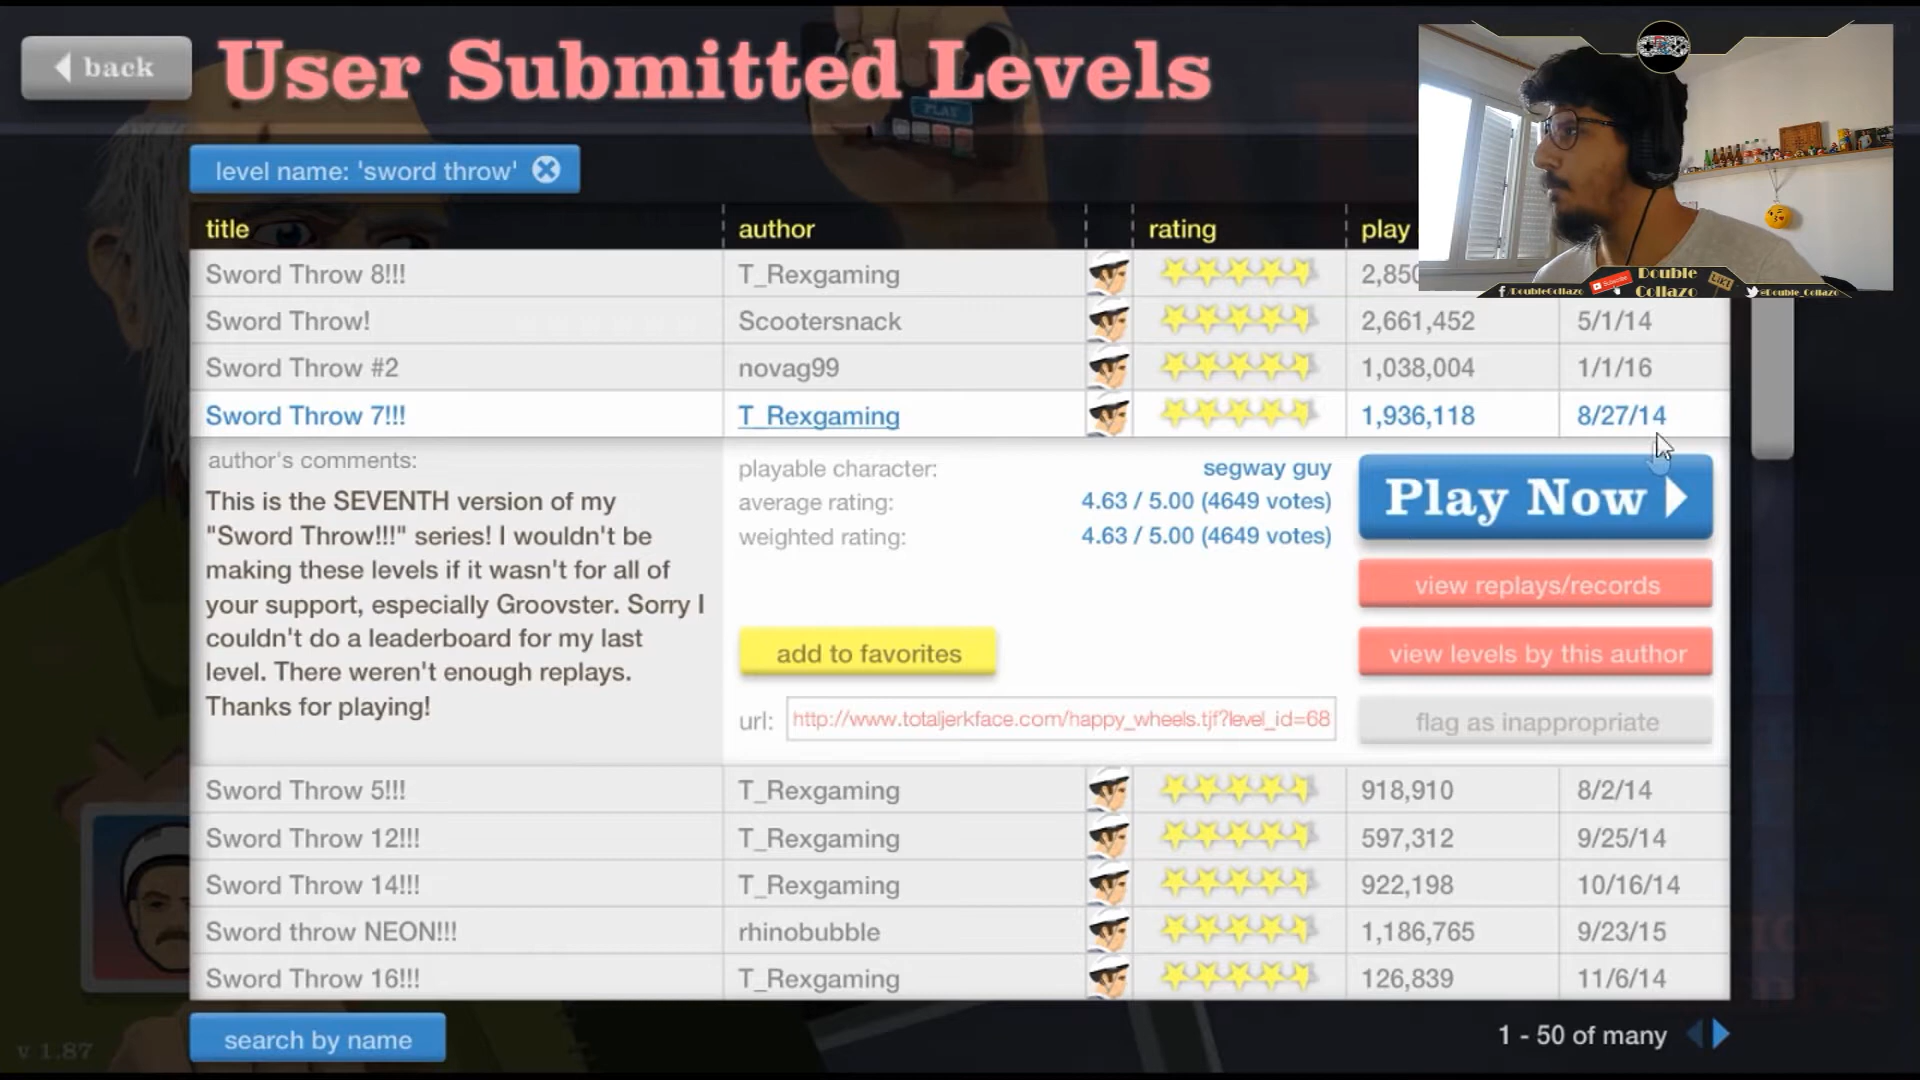 back
User Submitted Levels
level name: 'sword throw'
title author rating play
Sword Throw 8!!! T_Rexgaming 2,850
Sword Throw! Scootersnack 2,661,452 5/1/14
Sword Throw #2 novag99 1,038,004 1/1/16
Sword Throw 7!!! T_Rexgaming 1,936,118 8/27/14
author's comments:
This is the SEVENTH version of my
"Sword Throw!!!" series! I wouldn't be
making these levels if it wasn't for all of
your support, especially Groovster. Sorry I
couldn't do a leaderboard for my last
level. There weren't enough replays.
Thanks for playing!
playable character: segway guy
average rating: 4.63 / 5.00 (4649 votes)
weighted rating: 4.63 / 5.00 (4649 votes)
add to favorites
url: http://www.totaljerkface.com/happy_wheels.tjf?level_id=68
Play Now
view replays/records
view levels by this author
flag as inappropriate
Sword Throw 5!!! T_Rexgaming 918,910 8/2/14
Sword Throw 12!!! T_Rexgaming 597,312 9/25/14
Sword Throw 14!!! T_Rexgaming 922,198 10/16/14
Sword throw NEON!!! rhinobubble 1,186,765 9/23/15
Sword Throw 16!!! T_Rexgaming 126,839 11/6/14
search by name
1 - 50 of many
v 1.87
/DoubleCollazo
Subscribe
Double
Collazo
@Double_Collazo
PLAY